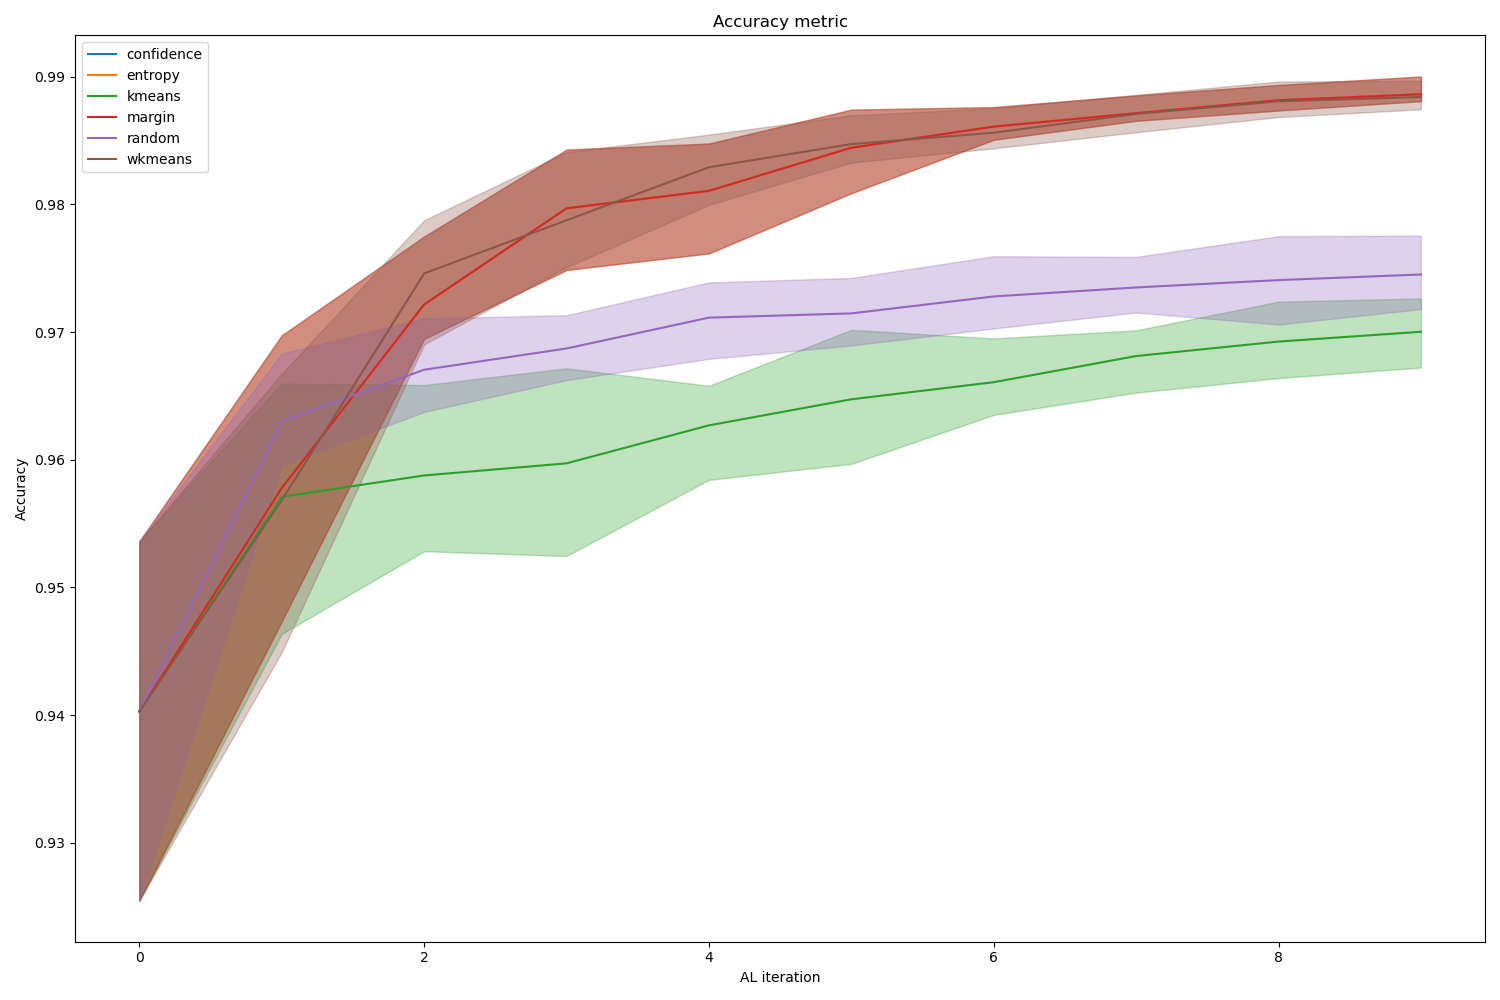 Accuracy metric
confidence
entropy
kmeans
margin
random
wkmeans
0.99
0.98
0.97
0.96
0.95
0.94
0.93
Accuracy
0 2 4 6 8
AL iteration